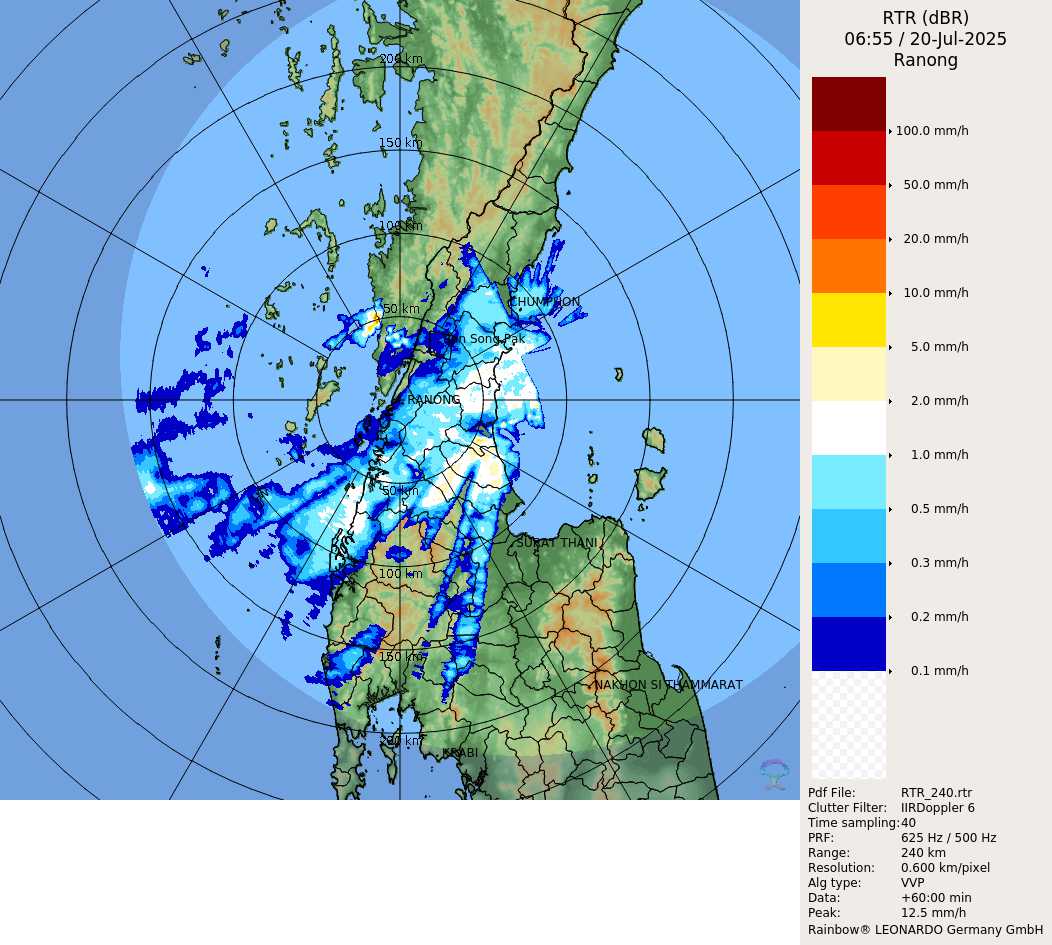 RTR (dBR)
06:55 / 20-Jul-2025
Ranong
100.0 mm/h
50.0 mm/h
20.0 mm/h
10.0 mm/h
5.0 mm/h
2.0 mm/h
1.0 mm/h
0.5 mm/h
0.3 mm/h
0.2 mm/h
0.1 mm/h
Pdf File: RTR_240.rtr
Clutter Filter: IIRDoppler 6
Time sampling: 40
PRF: 625 Hz / 500 Hz
Range: 240 km
Resolution: 0.600 km/pixel
Alg type: VVP
Data: +60:00 min
Peak: 12.5 mm/h
Rainbow® LEONARDO Germany GmbH
200 km
150 km
100 km
50 km
CHUMPHON
Song Pak
RANONG
50 km
SURAT THANI
100 km
150 km
NAKHON SI THAMMARAT
200 km
KRABI